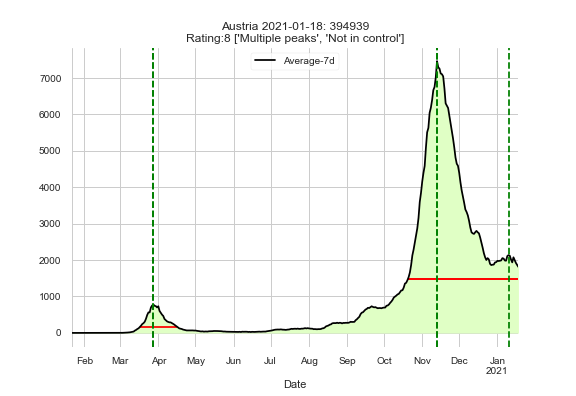 Austria 2021-01-18: 394939
Rating:8 ['Multiple peaks', 'Not in control']
Average-7d
7000
6000
5000
4000
3000
2000
1000
0
Feb Mar Apr May Jun Jul Aug Sep Oct Nov Dec Jan
2021
Date